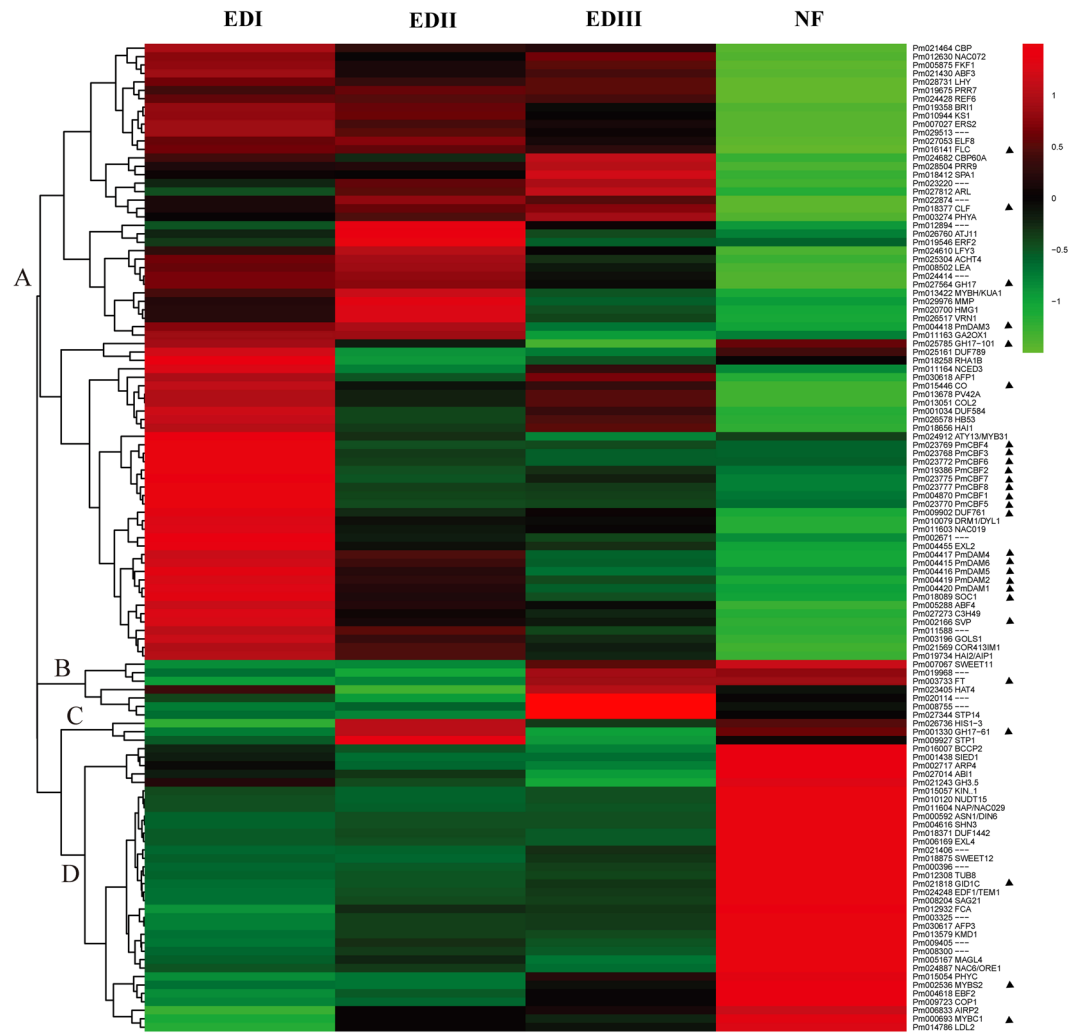 EDI EDII EDIII NF
Pm021464 CBP
Pm012630 NAC072
Pm005875 FKF1
Pm021430 ABF3
Pm028731 LHY
Pm019675 PRR7
Pm024428 REF6
Pm019358 BRI1
Pm010944 KS1
Pm007027 ERS2
Pm029513 ---
Pm027053 ELF8
Pm016141 FLC ▲
Pm024682 CBP60A
Pm028504 PRR9
Pm018412 SPA1
Pm023220 ---
Pm027812 ARL
Pm022874 ---
Pm018377 CLF ▲
Pm003274 PHYA
Pm012894 ---
Pm026760 ATJ11
Pm019546 ERF2
Pm024610 LFY3
Pm025304 ACHT4
Pm008502 LEA
Pm024414 ---
Pm027564 GH17 ▲
Pm013422 MYBH/KUA1
Pm029976 MMP
Pm020700 HMG1
Pm026517 VRN1
Pm004418 PmDAM3 ▲
Pm011163 GA2OX1
Pm025785 GH17-101 ▲
Pm025161 DUF789
Pm018258 RHA1B
Pm011164 NCED3
Pm030618 AFP1
Pm015446 CO ▲
Pm013678 PV42A
Pm013051 COL2
Pm001034 DUF584
Pm026578 HB53
Pm018656 HAI1
Pm024912 ATY13/MYB31
Pm023769 PmCBF4 ▲
Pm023768 PmCBF3 ▲
Pm023772 PmCBF6 ▲
Pm019386 PmCBF2 ▲
Pm023775 PmCBF7 ▲
Pm023777 PmCBF8 ▲
Pm004870 PmCBF1 ▲
Pm023770 PmCBF5 ▲
Pm009902 DUF761 ▲
Pm010079 DRM1/DYL1
Pm011603 NAC019
Pm002671 ---
Pm004455 EXL2
Pm004417 PmDAM4 ▲
Pm004415 PmDAM6 ▲
Pm004416 PmDAM5 ▲
Pm004419 PmDAM2 ▲
Pm004420 PmDAM1 ▲
Pm018089 SOC1 ▲
Pm005288 ABF4
Pm027273 C3H49
Pm002166 SVP ▲
Pm011588 ---
Pm003196 GOLS1
Pm021569 COR413IM1
Pm019734 HAI2/AIP1
Pm007067 SWEET11
Pm019968 ---
Pm003733 FT ▲
Pm023405 HAT4
Pm020114 ---
Pm008755 ---
Pm027344 STP14
Pm026736 HIS1-3
Pm001330 GH17-61 ▲
Pm009927 STP1
Pm016007 BCCP2
Pm001438 SIED1
Pm002717 ARP4
Pm027014 ABI1
Pm021243 GH3.5
Pm015057 KIN..1
Pm010120 NUDT15
Pm011604 NAP/NAC029
Pm000592 ASN1/DIN6
Pm004616 SHN3
Pm018371 DUF1442
Pm006169 EXL4
Pm021406 ---
Pm018875 SWEET12
Pm000396 ---
Pm012308 TUB8
Pm021818 GID1C ▲
Pm024248 EDF1/TEM1
Pm008204 SAG21
Pm012932 FCA
Pm003325 ---
Pm030617 AFP3
Pm013579 KMD1
Pm009405 ---
Pm008300 ---
Pm005167 MAGL4
Pm024887 NAC6/ORE1
Pm015054 PHYC
Pm002536 MYBS2 ▲
Pm004618 EBF2
Pm009723 COP1
Pm006833 AIRP2
Pm000693 MYBC1 ▲
Pm014786 LDL2
A
B
C
D
1
0.5
0
-0.5
-1